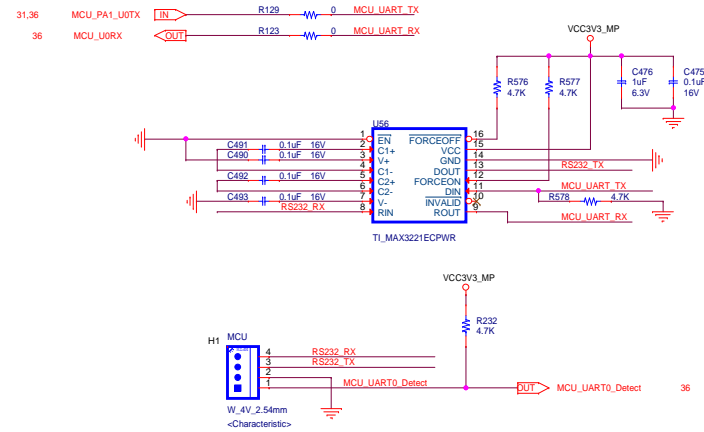 31,36 MCU_PA1_U0TX IN R129 0 MCU_UART_TX
36 MCU_U0RX OUT R123 0 MCU_UART_RX
VCC3V3_MP
R576 4.7K
R577 4.7K
C476 1uF 6.3V
C475 0.1uF 16V
U56
1 EN FORCEOFF 16
2 C1+ VCC 15
3 V+ GND 14
4 C1- DOUT 13
5 C2+ FORCEON 12
6 C2- DIN 11
7 V- INVALID 10
8 RIN ROUT 9
C491 0.1uF 16V
C490 0.1uF 16V
C492 0.1uF 16V
C493 0.1uF 16V
RS232_RX
RS232_TX
MCU_UART_TX
R578 4.7K
MCU_UART_RX
TI_MAX3221ECPWR
VCC3V3_MP
R232
4.7K
H1 MCU
4 RS232_RX
3 RS232_TX
2
1 MCU_UART0_Detect OUT MCU_UART0_Detect 36
W_4V_2.54mm
<Characteristic>